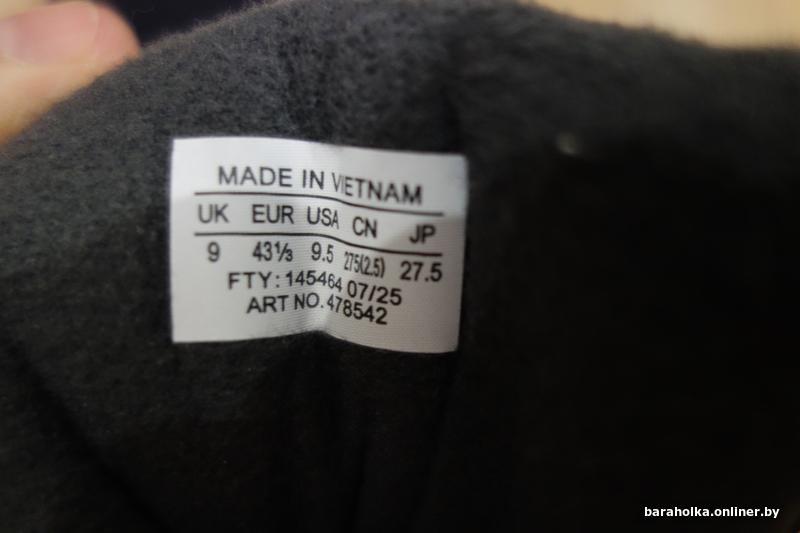 MADE IN VIETNAM
UK EUR USA CN JP
9 43⅓ 9.5 275(2.5) 27.5
FTY: 145464 07/25
ART NO. 478542
baraholka.onliner.by